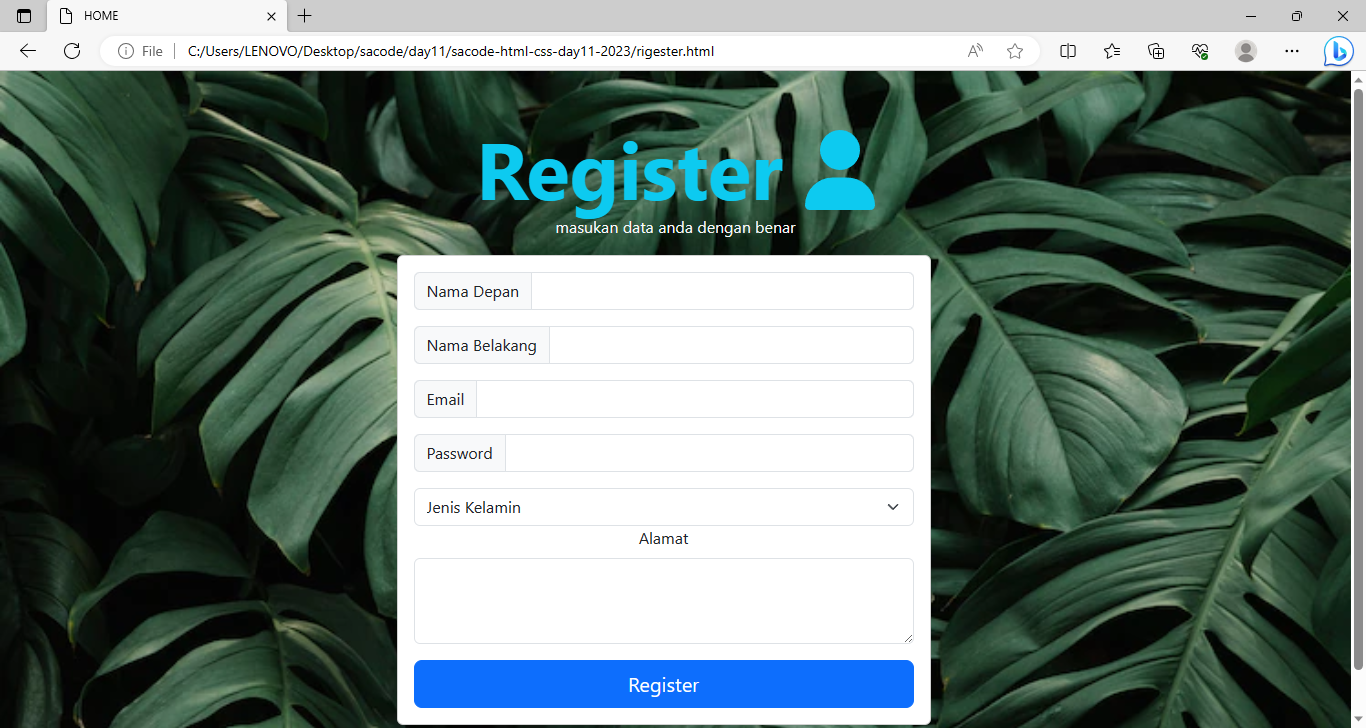 HOME
File
C:/Users/LENOVO/Desktop/sacode/day11/sacode-html-css-day11-2023/rigester.html
Register
masukan data anda dengan benar
Nama Depan
Nama Belakang
Email
Password
Jenis Kelamin
Alamat
Register